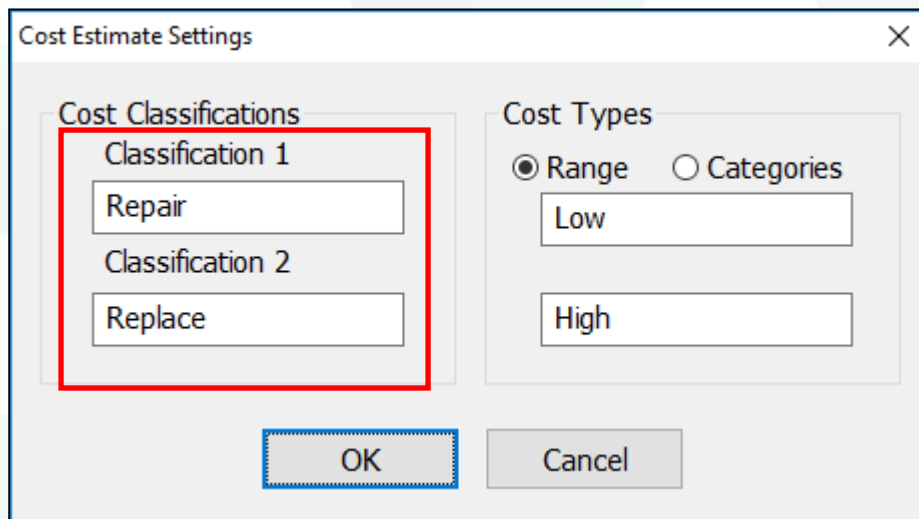 Cost Estimate Settings
Cost Classifications
Classification 1
Repair
Classification 2
Replace
Cost Types
Range
Categories
Low
High
OK
Cancel